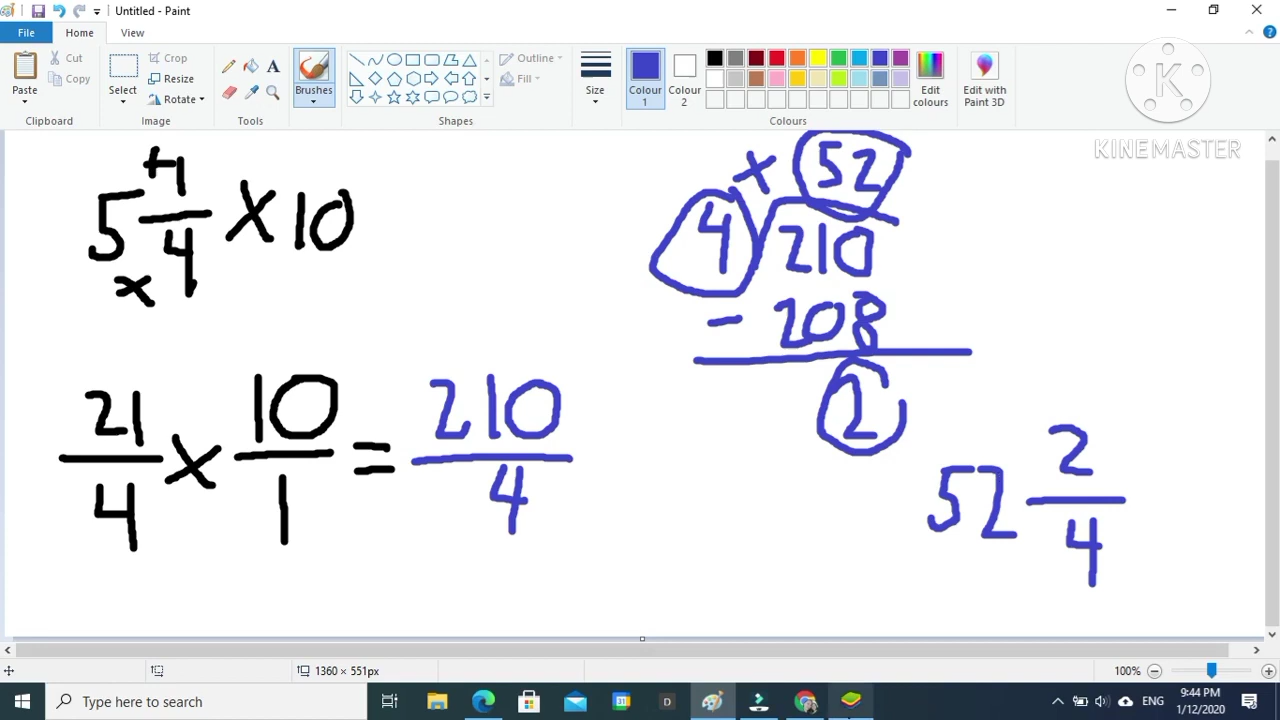 Untitled - Paint
File Home View
Paste Cut Copy
Clipboard
Select Crop Resize Rotate
Image
A
Tools
Brushes
Outline Fill
Shapes
Size
Colour 1
Colour 2
Edit colours
Colours
Edit with Paint 3D
K
KINEMASTER
5 1/4 × 10
+
×
21/4 × 10/1 = 210/4
× 52
4 210
- 208
2
52 2/4
1360 × 551px
100%
Type here to search
D
ENG
9:44 PM
1/12/2020